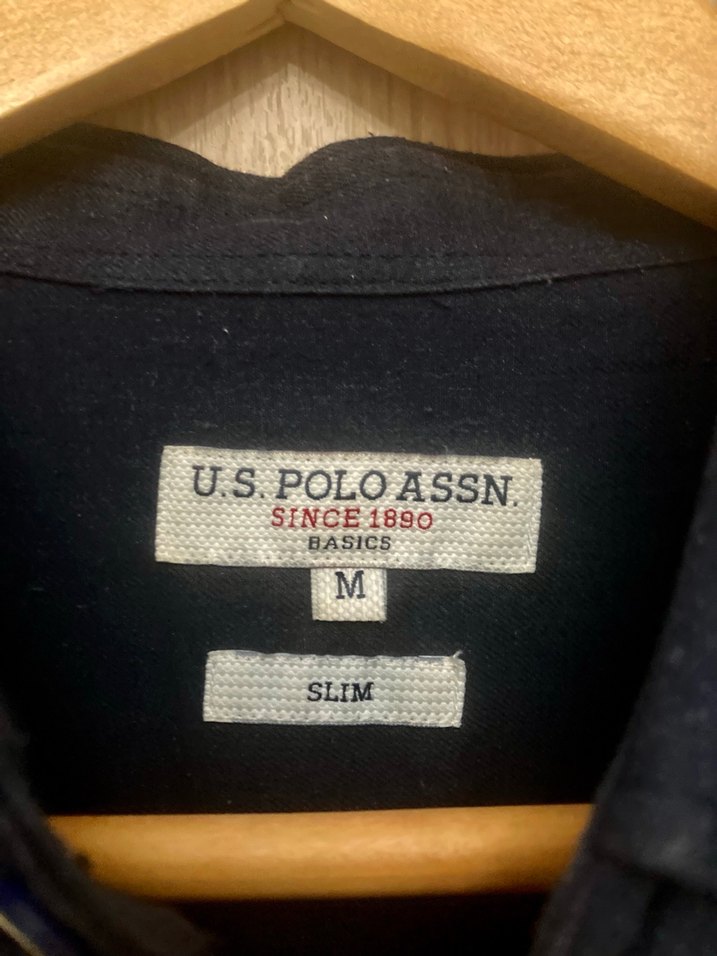 U.S. POLO ASSN.
SINCE 1890
BASICS
M
SLIM